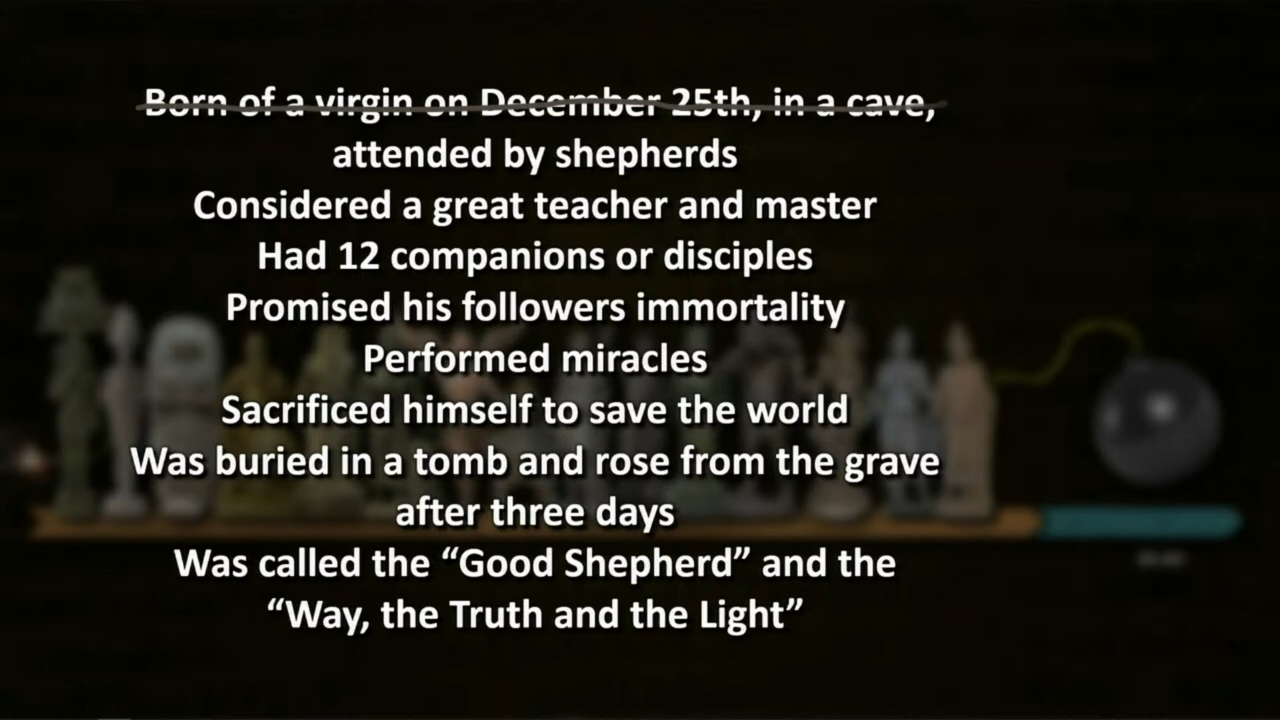 Born of a virgin on December 25th, in a cave,
attended by shepherds
Considered a great teacher and master
Had 12 companions or disciples
Promised his followers immortality
Performed miracles
Sacrificed himself to save the world
Was buried in a tomb and rose from the grave
after three days
Was called the “Good Shepherd” and the
“Way, the Truth and the Light”